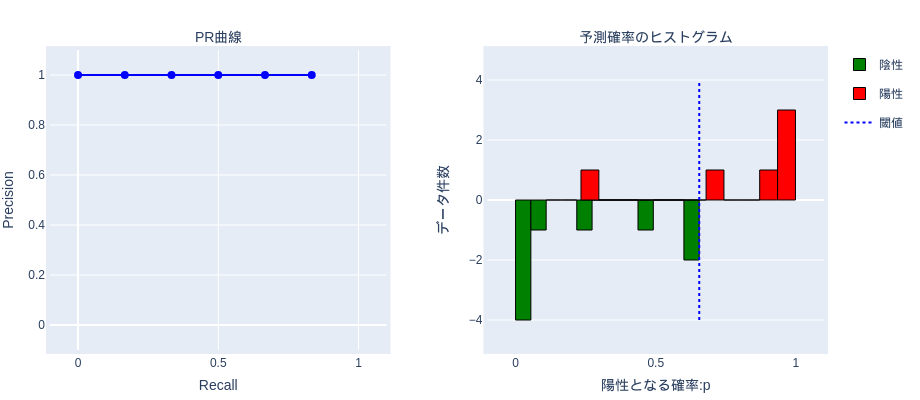 PR曲線
1
0.8
0.6
0.4
0.2
0
Precision
0
0.5
1
Recall
予測確率のヒストグラム
4
2
0
−2
−4
データ件数
0
0.5
1
陽性となる確率:p
陰性
陽性
閾値